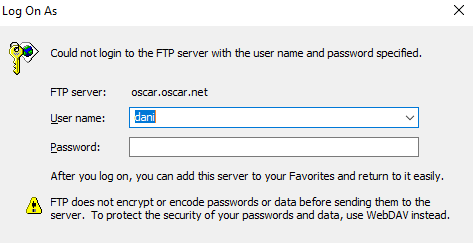 Log On As
Could not login to the FTP server with the user name and password specified.
FTP server: oscar.oscar.net
User name: dani
Password:
After you log on, you can add this server to your Favorites and return to it easily.
FTP does not encrypt or encode passwords or data before sending them to the
server. To protect the security of your passwords and data, use WebDAV instead.